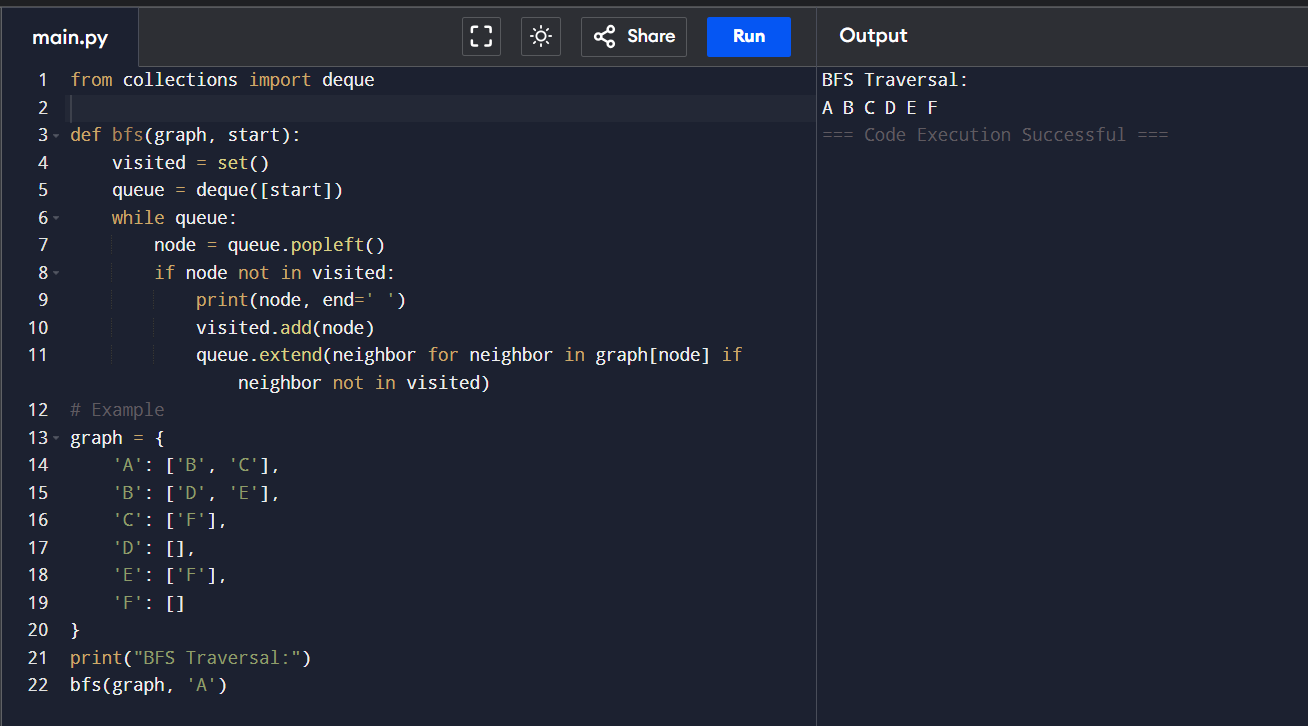 main.py
Share
Run
Output
1 from collections import deque
2
3 def bfs(graph, start):
4     visited = set()
5     queue = deque([start])
6     while queue:
7         node = queue.popleft()
8         if node not in visited:
9             print(node, end=' ')
10             visited.add(node)
11             queue.extend(neighbor for neighbor in graph[node] if
                neighbor not in visited)
12 # Example
13 graph = {
14     'A': ['B', 'C'],
15     'B': ['D', 'E'],
16     'C': ['F'],
17     'D': [],
18     'E': ['F'],
19     'F': []
20 }
21 print("BFS Traversal:")
22 bfs(graph, 'A')
BFS Traversal:
A B C D E F
=== Code Execution Successful ===